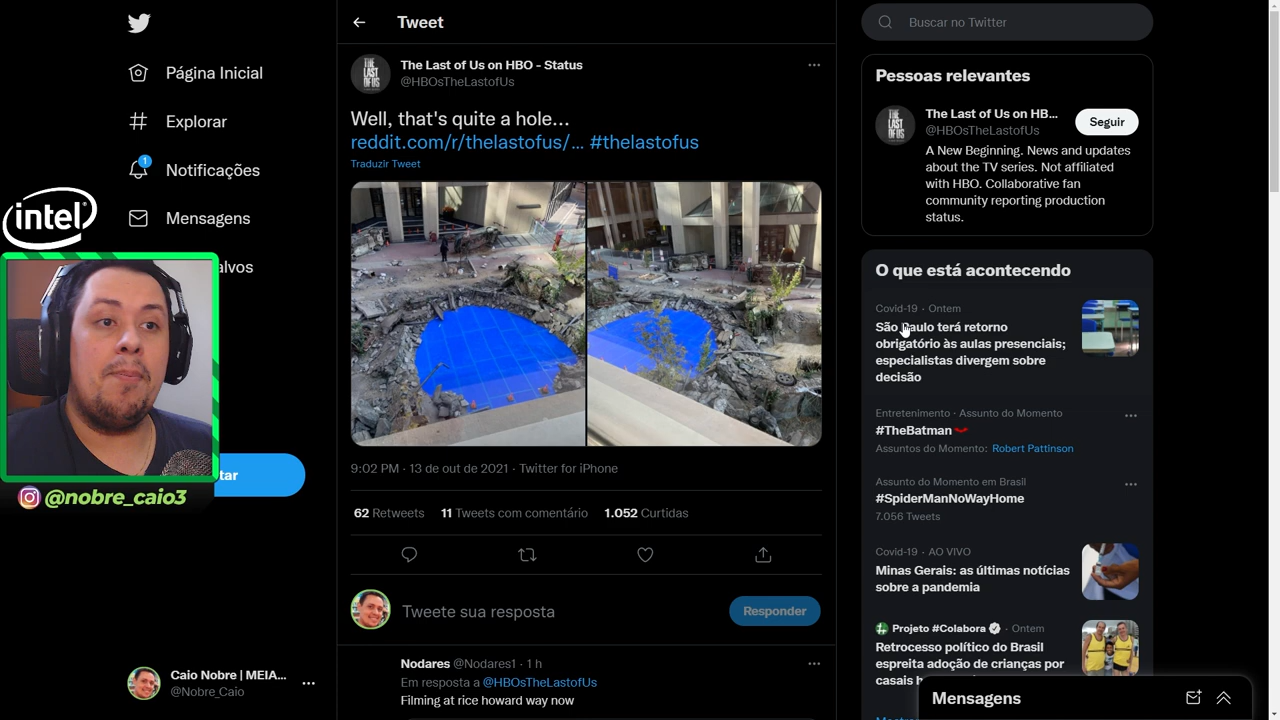 Tweet
Buscar no Twitter
Página Inicial
Explorar
1
Notificações
Mensagens
alvos
tar
intel
@nobre_caio3
Caio Nobre | MEIA...
@Nobre_Caio
THE LAST OF US
The Last of Us on HBO - Status
@HBOsTheLastofUs
Well, that's quite a hole...
reddit.com/r/thelastofus/... #thelastofus
Traduzir Tweet
9:02 PM · 13 de out de 2021 · Twitter for iPhone
62 Retweets 11 Tweets com comentário 1.052 Curtidas
Tweete sua resposta
Responder
Nodares @Nodares1 · 1 h
Em resposta a @HBOsTheLastofUs
Filming at rice howard way now
Pessoas relevantes
The Last of Us on HB...
@HBOsTheLastofUs
Seguir
A New Beginning. News and updates
about the TV series. Not affiliated
with HBO. Collaborative fan
community reporting production
status.
O que está acontecendo
Covid-19 · Ontem
São Paulo terá retorno
obrigatório às aulas presenciais;
especialistas divergem sobre
decisão
Entretenimento · Assunto do Momento
#TheBatman
Assuntos do Momento: Robert Pattinson
Assunto do Momento em Brasil
#SpiderManNoWayHome
7.056 Tweets
Covid-19 · AO VIVO
Minas Gerais: as últimas notícias
sobre a pandemia
Projeto #Colabora · Ontem
Retrocesso político do Brasil
espreita adoção de crianças por
casais
Mensagens